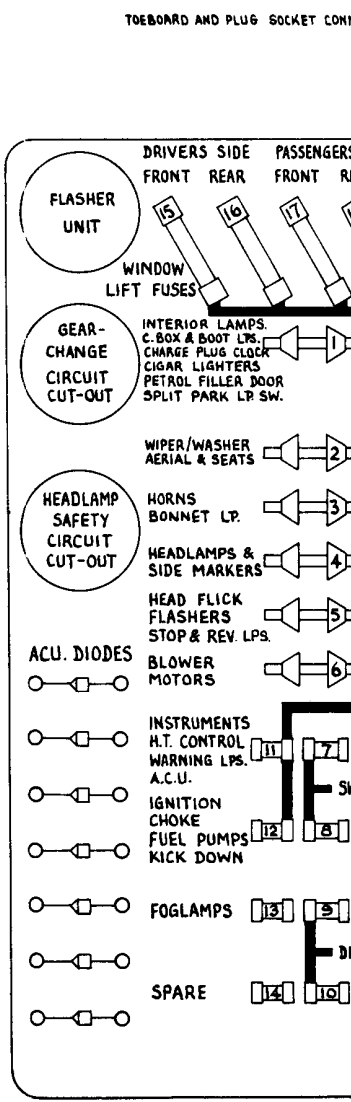 TOEBOARD AND PLUG SOCKET
DRIVERS SIDE
FRONT REAR
FRONT
FLASHER
UNIT
15
16
17
WINDOW
LIFT FUSES
GEAR-
CHANGE
CIRCUIT
CUT-OUT
INTERIOR LAMPS.
C.BOX & BOOT LPS.
CHARGE PLUG CLOCK
CIGAR LIGHTERS
PETROL FILLER DOOR
SPLIT PARK LP. SW.
1
WIPER/WASHER
AERIAL & SEATS
2
HEADLAMP
SAFETY
CIRCUIT
CUT-OUT
HORNS
BONNET LP.
3
HEADLAMPS &
SIDE MARKERS
4
HEAD FLICK
FLASHERS
STOP & REV. LPS.
5
ACU. DIODES
BLOWER
MOTORS
6
INSTRUMENTS
H.T. CONTROL
WARNING LPS.
A.C.U.
11
7
IGNITION
CHOKE
FUEL PUMPS
KICK DOWN
12
8
FOGLAMPS
13
9
SPARE
14
10